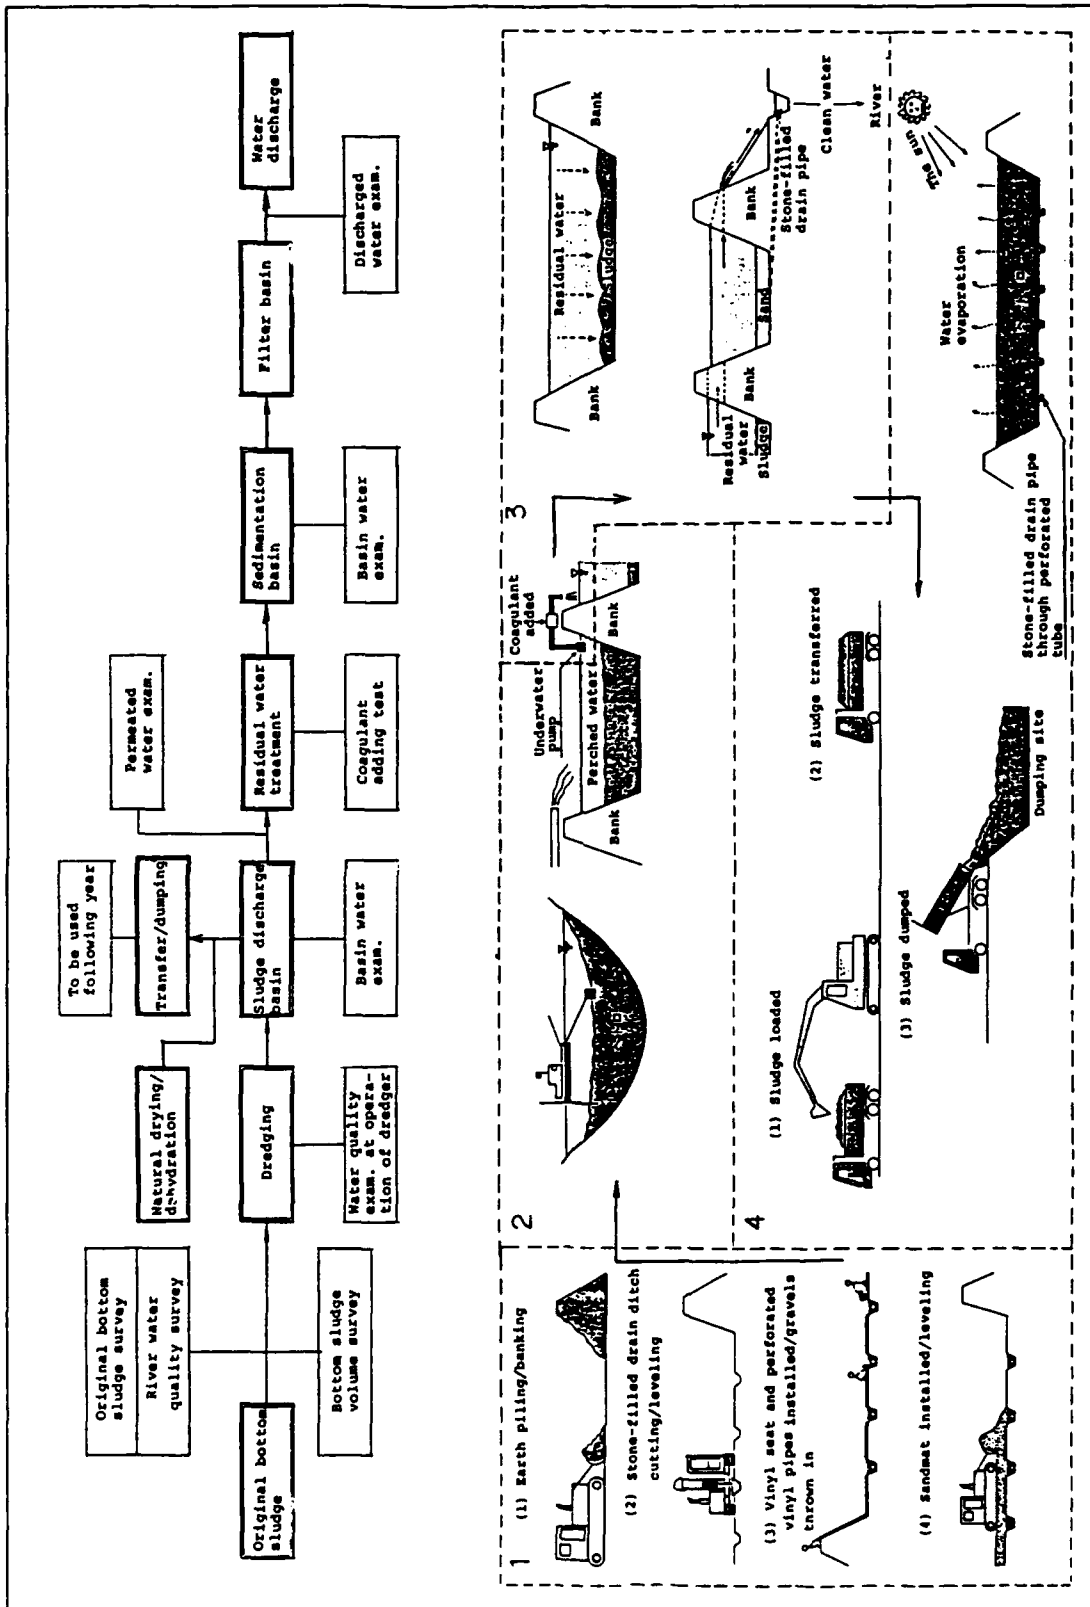 Original bottom
sludge survey
River water
quality survey
Original bottom
sludge
Bottom sludge
volume survey
Natural drying/
dehydration
Dredging
Water quality
exam. at opera-
tion of dredger
To be used
following year
Transfer/dumping
Sludge discharge
basin
Basin water
exam.
Permeated
water exam.
Residual water
treatment
Coagulant
adding test
Sedimentation
basin
Basin water
exam.
Filter basin
Discharged
water exam.
Water
discharge
1
(1) Earth piling/banking
(2) Stone-filled drain ditch
cutting/leveling
(3) Vinyl seat and perforated
vinyl pipes installed/gravels
thrown in
(4) Sandmat installed/leveling
2
Underwater
pump
Coagulant
added
Perched water
Bank
Bank
3
Bank
Residual water
Sludge
Bank
Residual
water
Sludge
Bank
Sand
Bank
Stone-filled
drain pipe
Clean water
River
The sun
Water
evaporation
Stone-filled drain pipe
through perforated
tube
4
(1) Sludge loaded
(2) Sludge transferred
(3) Sludge dumped
Dumping site